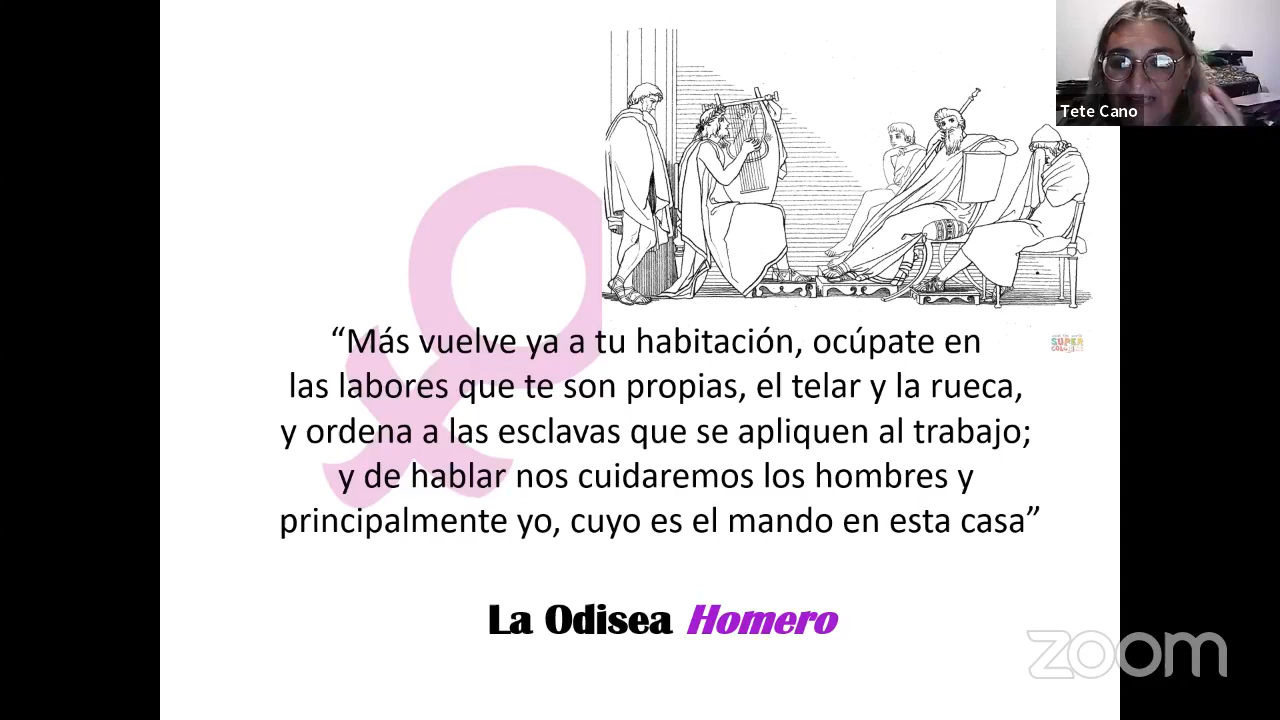 Tete Cano
“Más vuelve ya a tu habitación, ocúpate en
las labores que te son propias, el telar y la rueca,
y ordena a las esclavas que se apliquen al trabajo;
y de hablar nos cuidaremos los hombres y
principalmente yo, cuyo es el mando en esta casa”
SUPER
La Odisea Homero
zoom